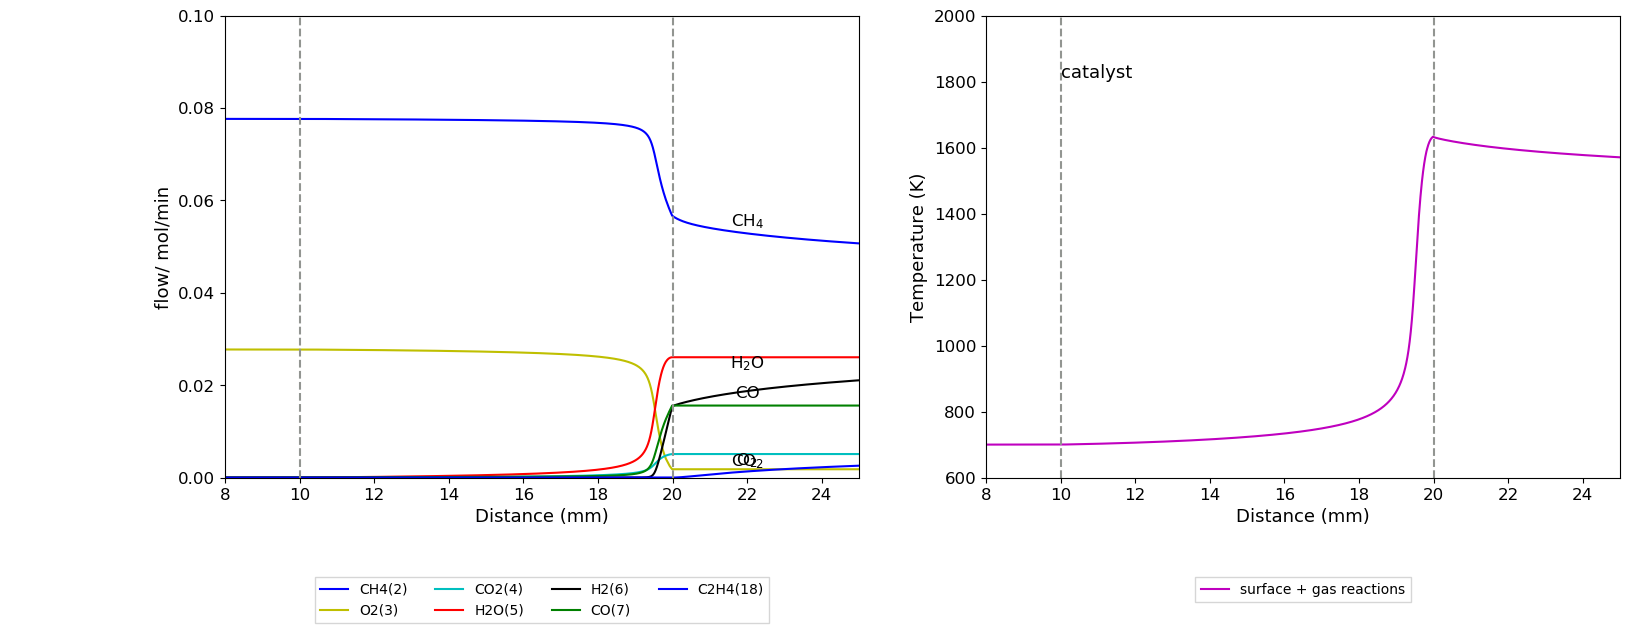 0.10
0.08
0.06
0.04
0.02
0.00
flow/ mol/min
CH₄
H₂O
CO
CO₂
O₂
8 10 12 14 16 18 20 22 24
Distance (mm)
CH4(2) CO2(4) H2(6) C2H4(18)
O2(3) H2O(5) CO(7)
2000
1800
1600
1400
1200
1000
800
600
Temperature (K)
catalyst
8 10 12 14 16 18 20 22 24
Distance (mm)
surface + gas reactions